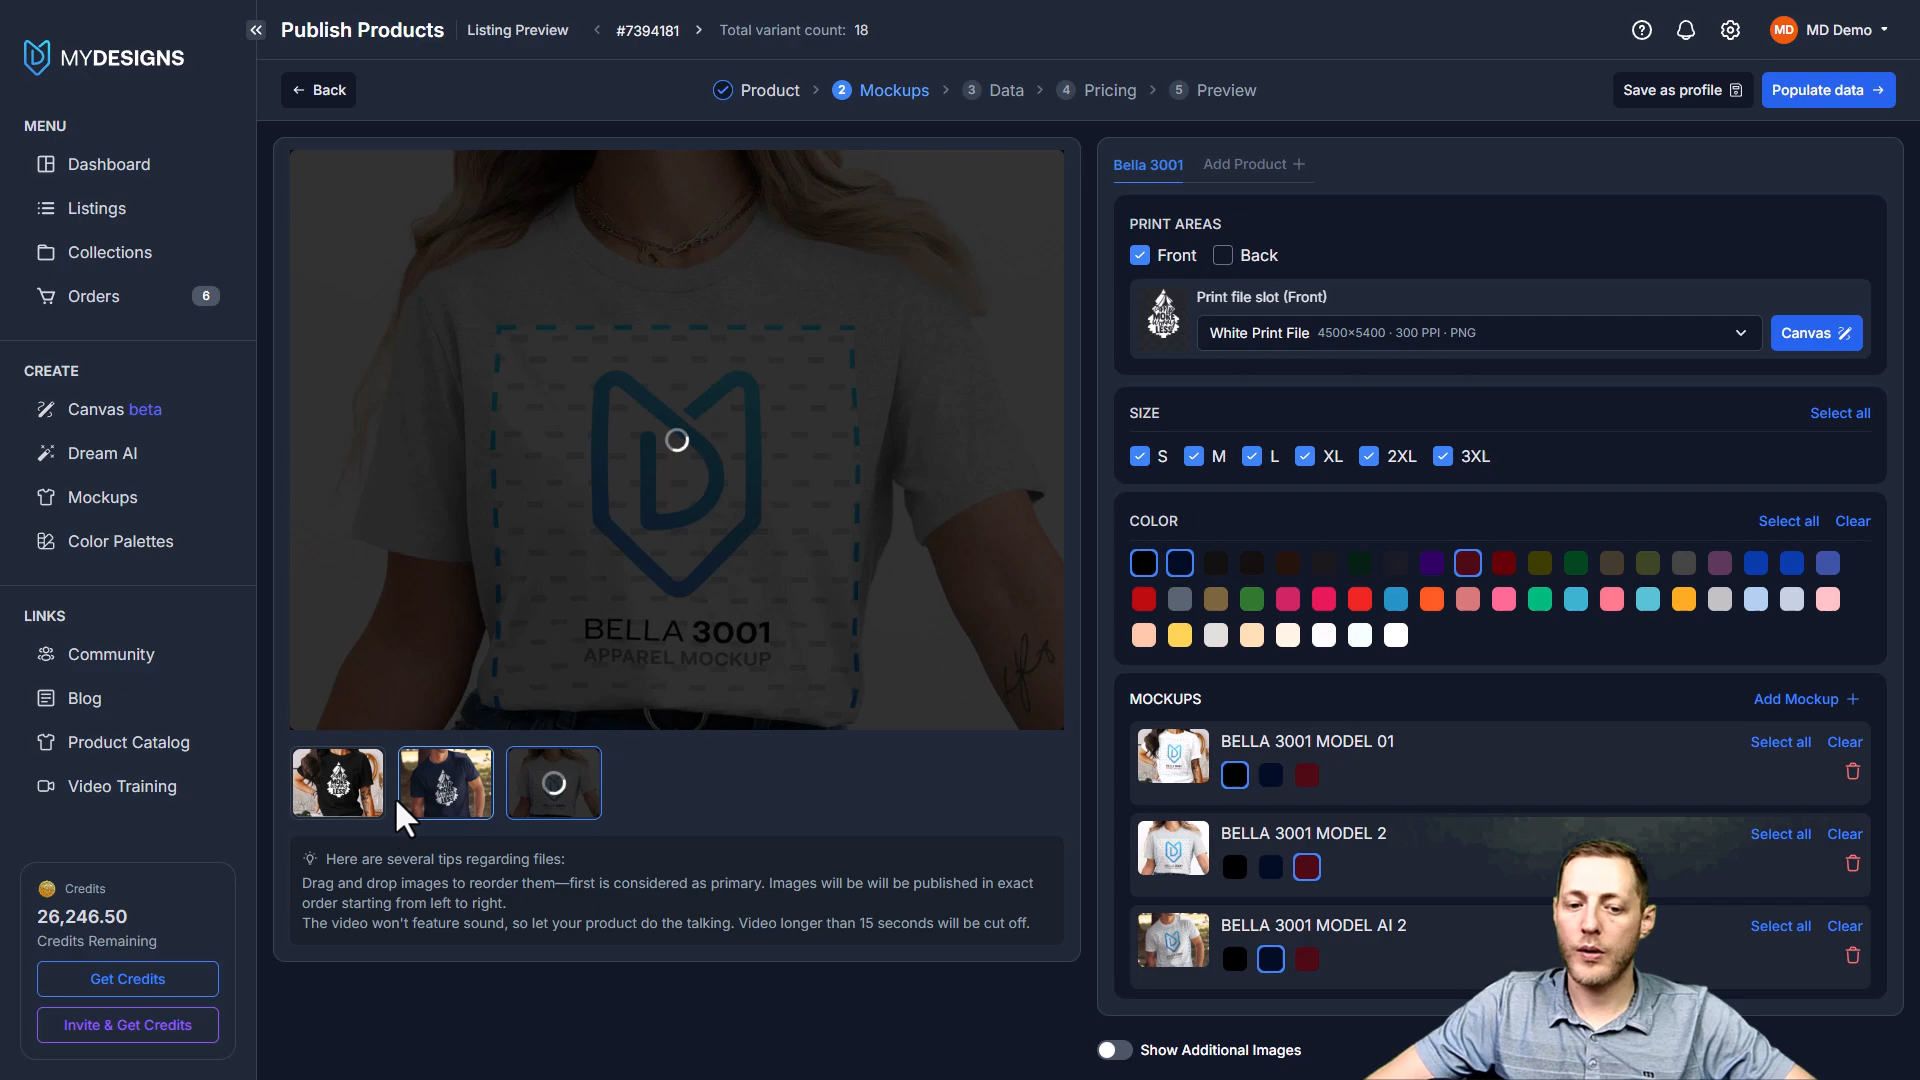 MYDESIGNS
Publish Products
Listing Preview
#7394181
Total variant count: 18
MD
MD Demo
Back
Product
2 Mockups
3 Data
4 Pricing
5 Preview
Save as profile
Populate data
MENU
Dashboard
Listings
Collections
Orders
6
CREATE
Canvas beta
Dream AI
Mockups
Color Palettes
LINKS
Community
Blog
Product Catalog
Video Training
Credits
26,246.50
Credits Remaining
Get Credits
Invite & Get Credits
BELLA 3001
APPAREL MOCKUP
Here are several tips regarding files:
Drag and drop images to reorder them—first is considered as primary. Images will be will be published in exact
order starting from left to right.
The video won't feature sound, so let your product do the talking. Video longer than 15 seconds will be cut off.
Bella 3001
Add Product
PRINT AREAS
Front
Back
Print file slot (Front)
White Print File 4500×5400 · 300 PPI · PNG
Canvas
SIZE
Select all
S
M
L
XL
2XL
3XL
COLOR
Select all
Clear
MOCKUPS
Add Mockup
BELLA 3001 MODEL 01
Select all
Clear
BELLA 3001 MODEL 2
Select all
Clear
BELLA 3001 MODEL AI 2
Select all
Clear
Show Additional Images